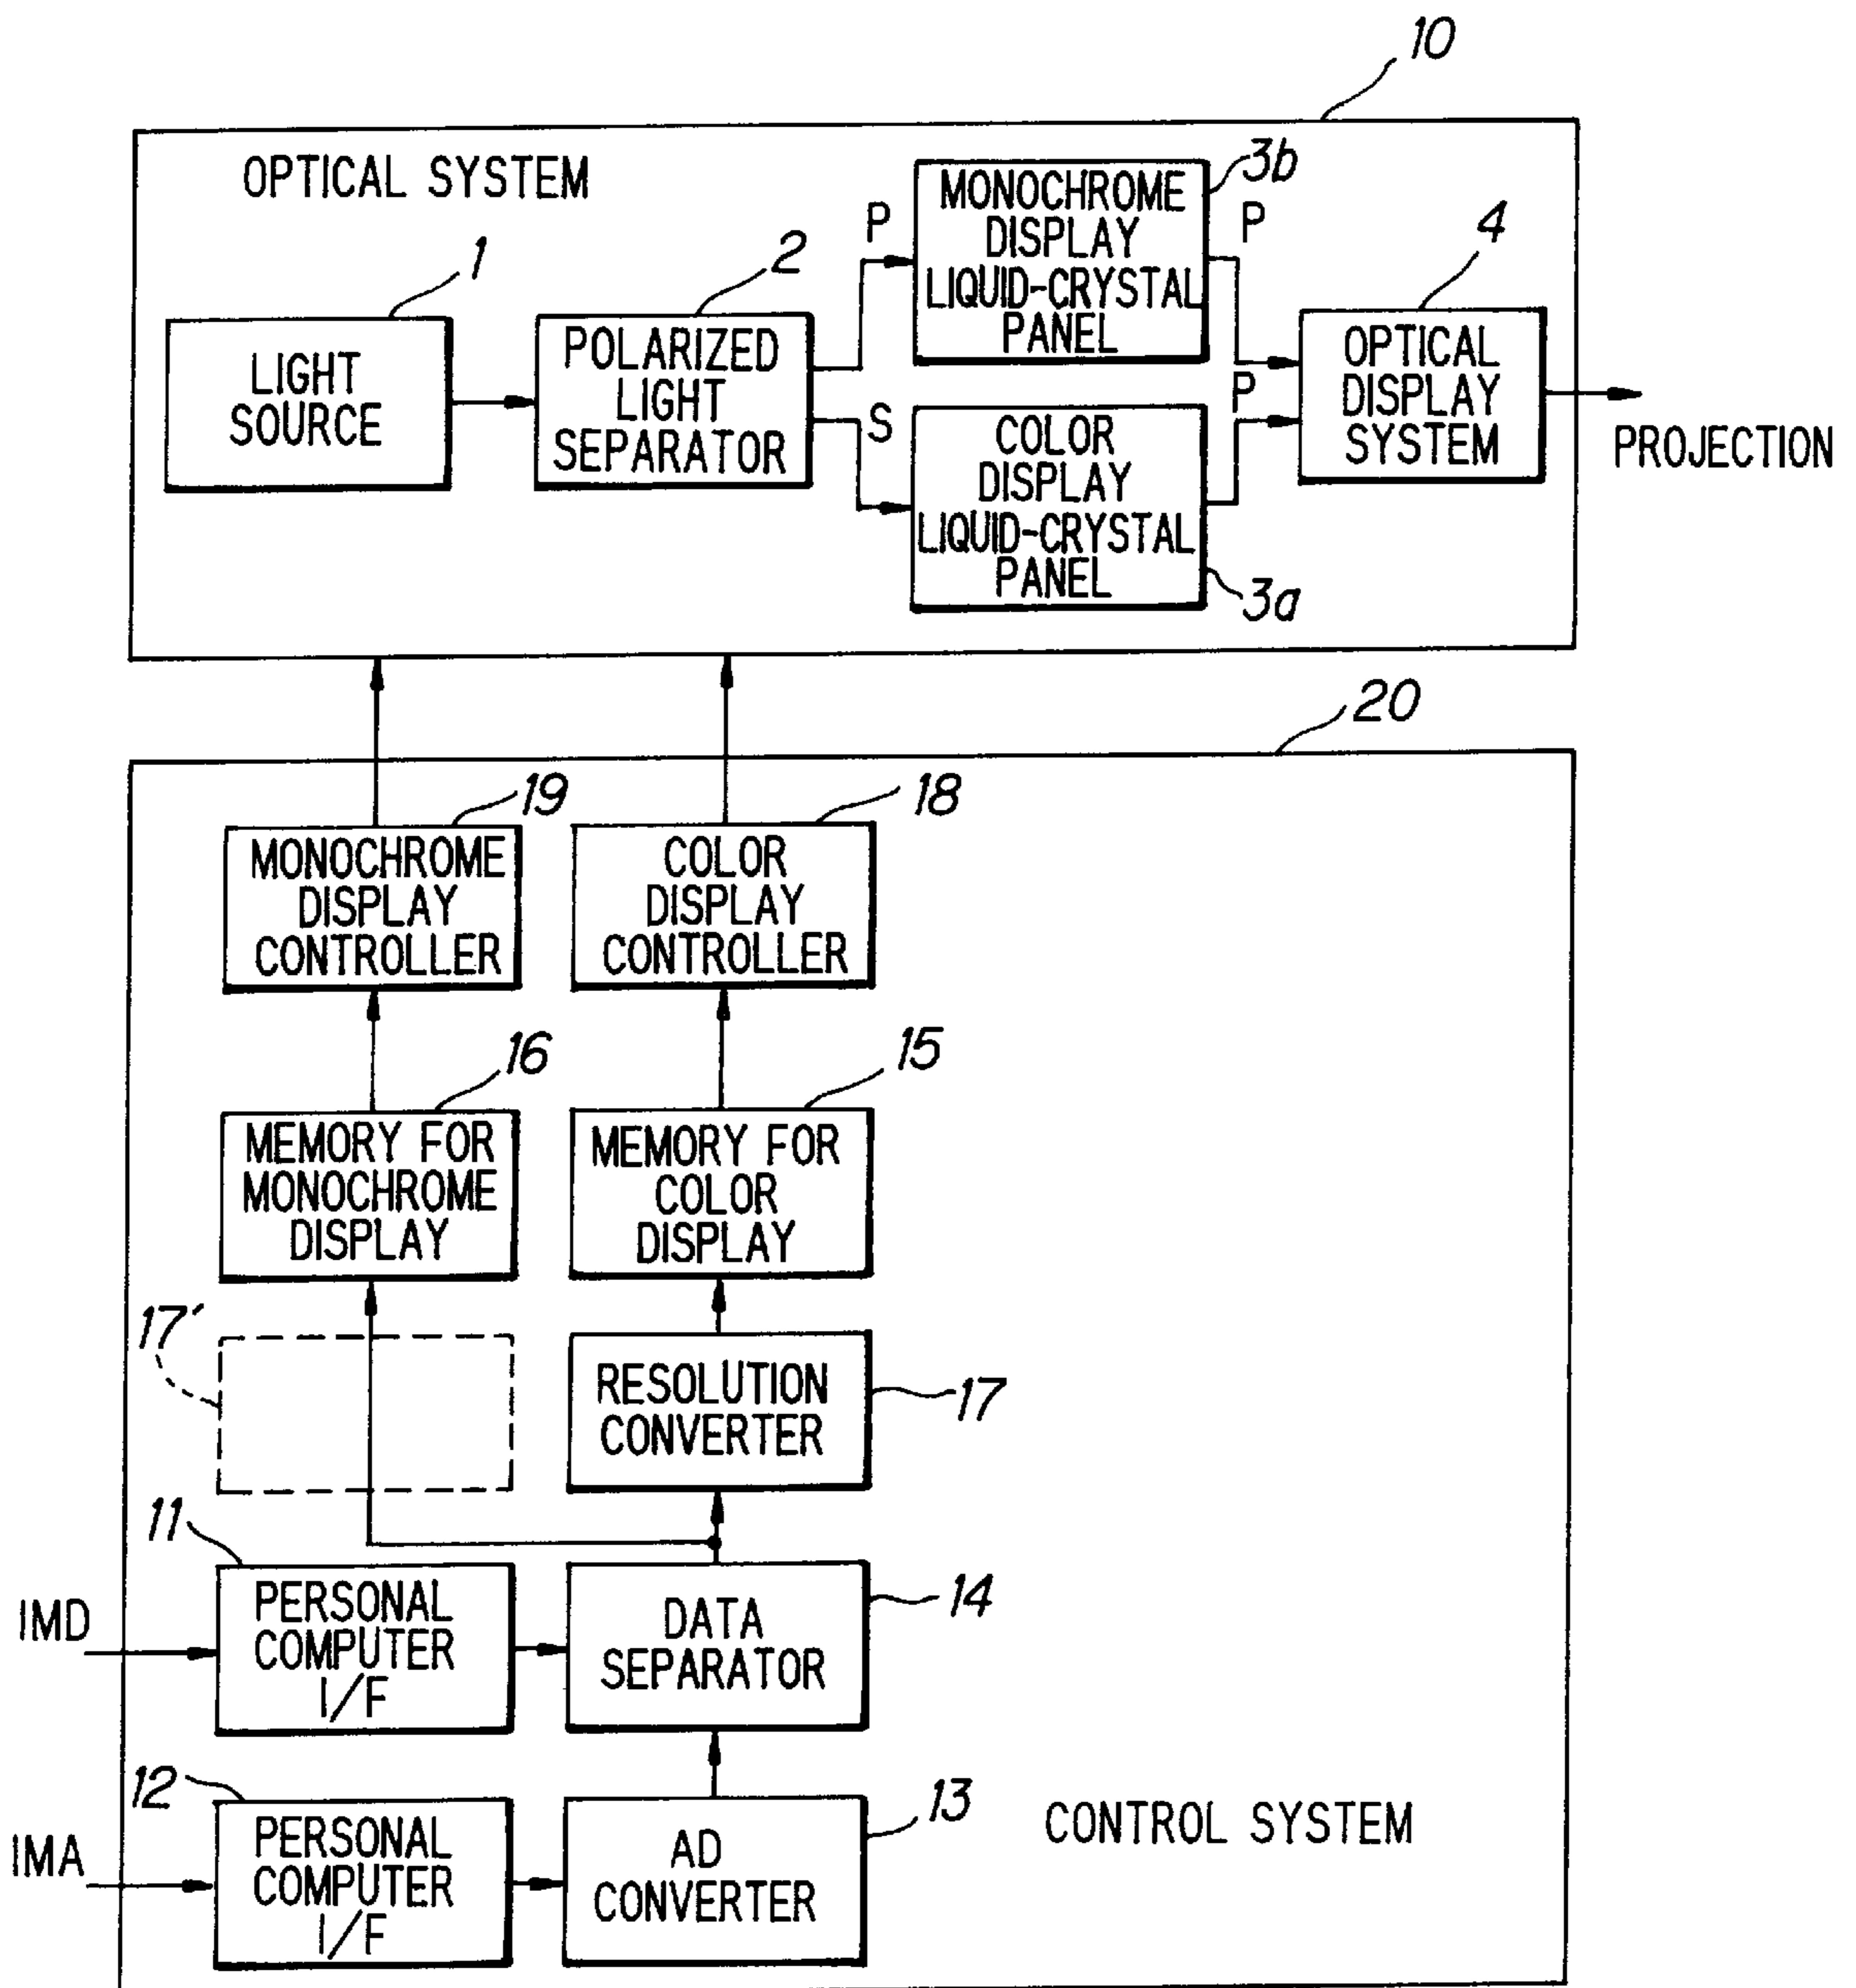 10
OPTICAL SYSTEM
1
LIGHT
SOURCE
2
POLARIZED
LIGHT
SEPARATOR
P
S
3b
MONOCHROME
DISPLAY
LIQUID-CRYSTAL
PANEL
P
P
COLOR
DISPLAY
LIQUID-CRYSTAL
PANEL
3a
4
OPTICAL
DISPLAY
SYSTEM
PROJECTION
20
19
MONOCHROME
DISPLAY
CONTROLLER
18
COLOR
DISPLAY
CONTROLLER
16
MEMORY FOR
MONOCHROME
DISPLAY
15
MEMORY FOR
COLOR
DISPLAY
17'
RESOLUTION
CONVERTER
17
11
IMD
PERSONAL
COMPUTER
I/F
DATA
SEPARATOR
14
12
IMA
PERSONAL
COMPUTER
I/F
AD
CONVERTER
13
CONTROL SYSTEM